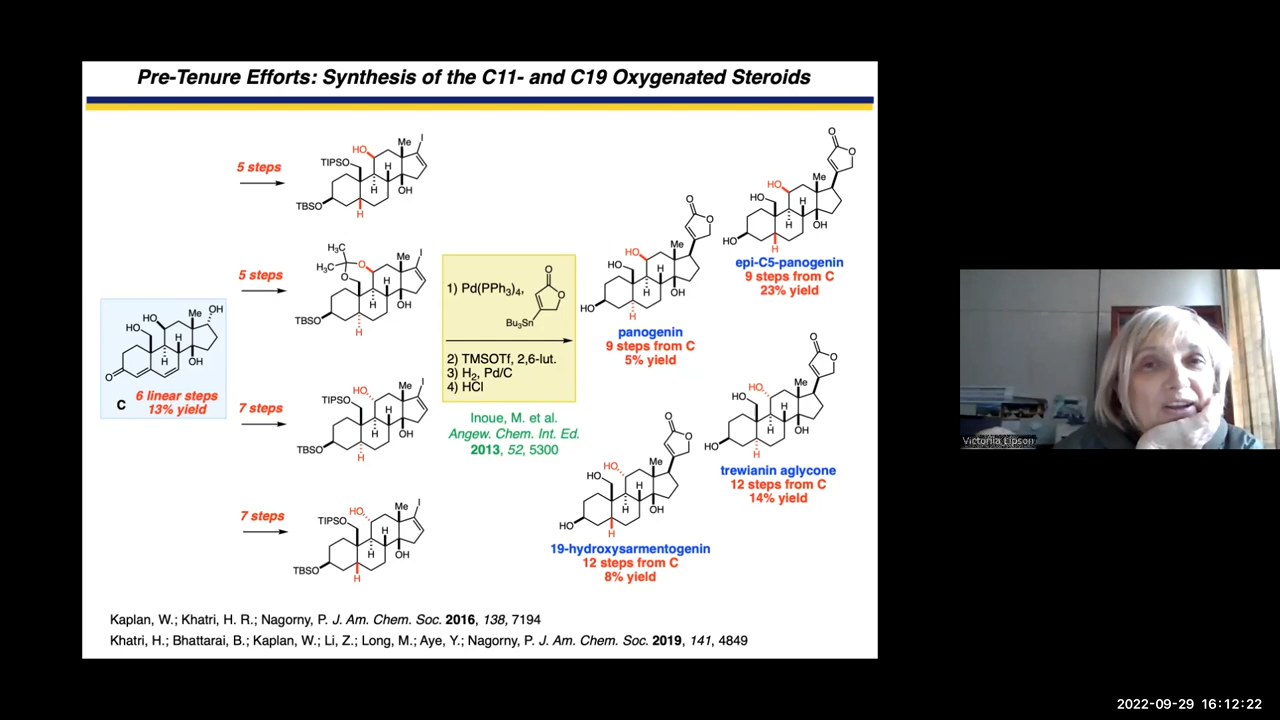 Pre-Tenure Efforts: Synthesis of the C11- and C19 Oxygenated Steroids
5 steps
HO
Me
I
TIPSO
H
H
OH
TBSO
H
5 steps
H₃C
H₃C
O
O
Me
I
H
H
OH
TBSO
H
HO
HO
Me
OH
H
H
OH
O
C
6 linear steps
13% yield
7 steps
HO
Me
I
TIPSO
H
H
OH
TBSO
H
7 steps
HO
Me
I
TIPSO
H
H
OH
TBSO
H
1) Pd(PPh₃)₄,
O
O
Bu₃Sn
2) TMSOTf, 2,6-lut.
3) H₂, Pd/C
4) HCl
Inoue, M. et al.
Angew. Chem. Int. Ed.
2013, 52, 5300
O
O
HO
Me
HO
H
H
OH
HO
H
panogenin
9 steps from C
5% yield
O
O
HO
Me
HO
H
H
OH
HO
H
epi-C5-panogenin
9 steps from C
23% yield
O
O
HO
Me
HO
H
H
OH
HO
H
trewianin aglycone
12 steps from C
14% yield
O
O
HO
Me
HO
H
H
OH
HO
H
19-hydroxysarmentogenin
12 steps from C
8% yield
Kaplan, W.; Khatri, H. R.; Nagorny, P. J. Am. Chem. Soc. 2016, 138, 7194
Khatri, H.; Bhattarai, B.; Kaplan, W.; Li, Z.; Long, M.; Aye, Y.; Nagorny, P. J. Am. Chem. Soc. 2019, 141, 4849
Victoria Lipson
2022-09-29 16:12:22